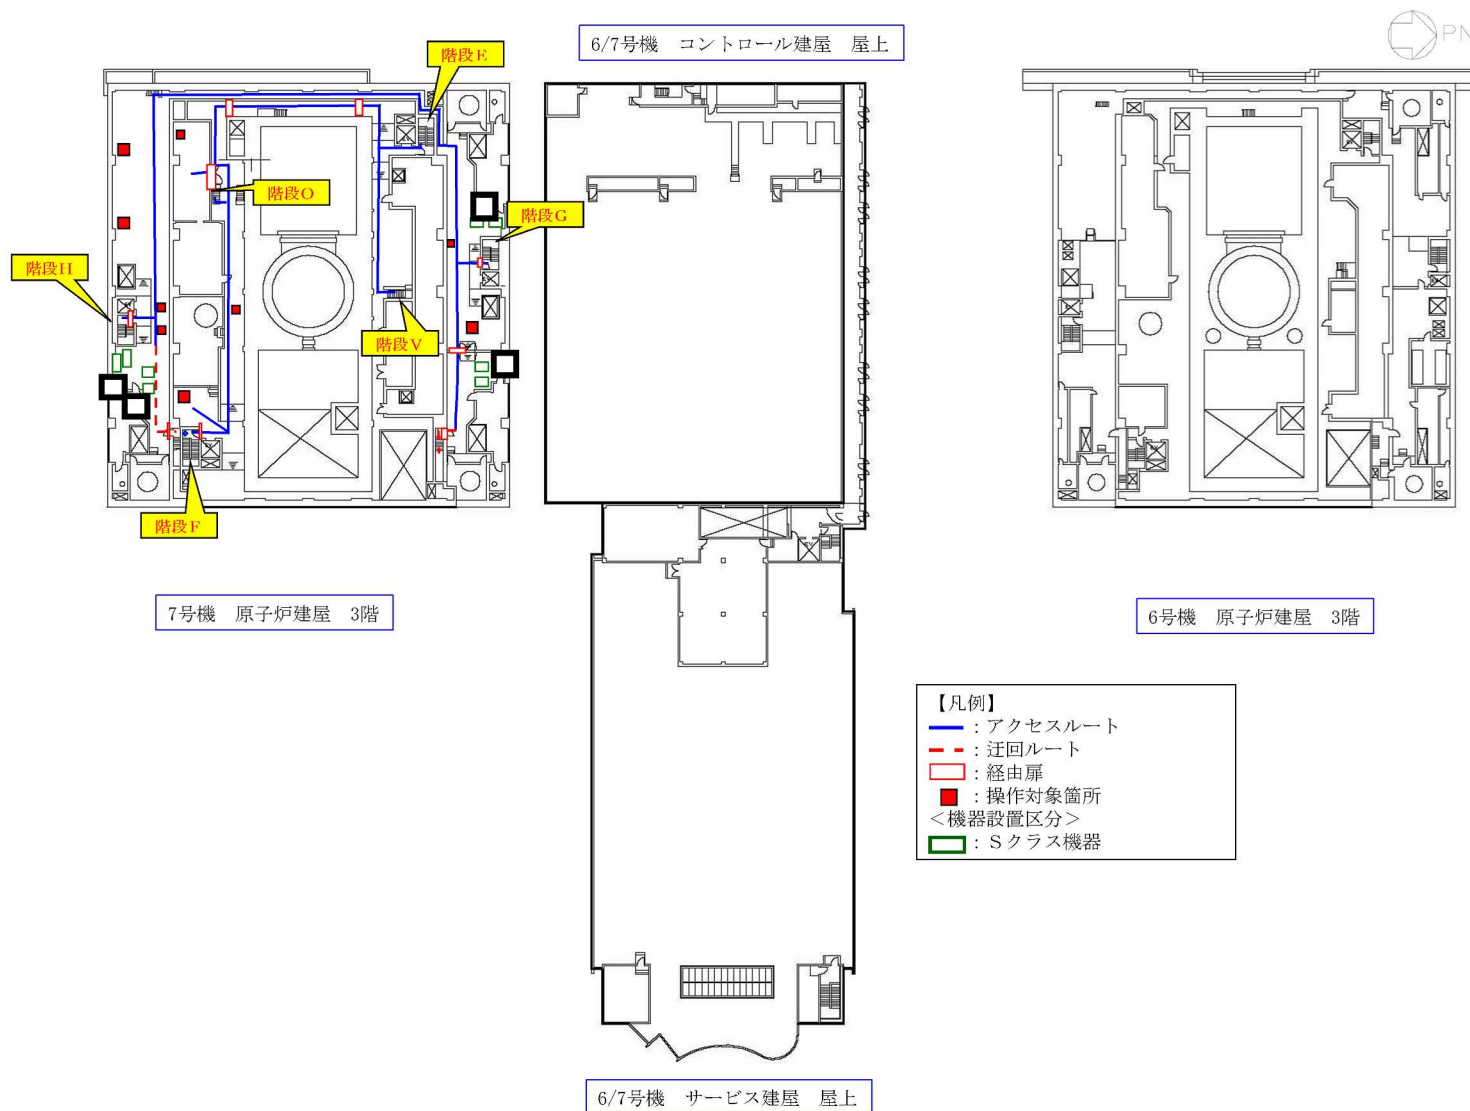 6/7号機 コントロール建屋 屋上
PN
階段E
階段O
階段G
階段H
階段V
階段F
7号機 原子炉建屋 3階
6号機 原子炉建屋 3階
【凡例】
：アクセスルート
：迂回ルート
：経由扉
：操作対象箇所
＜機器設置区分＞
：Ｓクラス機器
6/7号機 サービス建屋 屋上